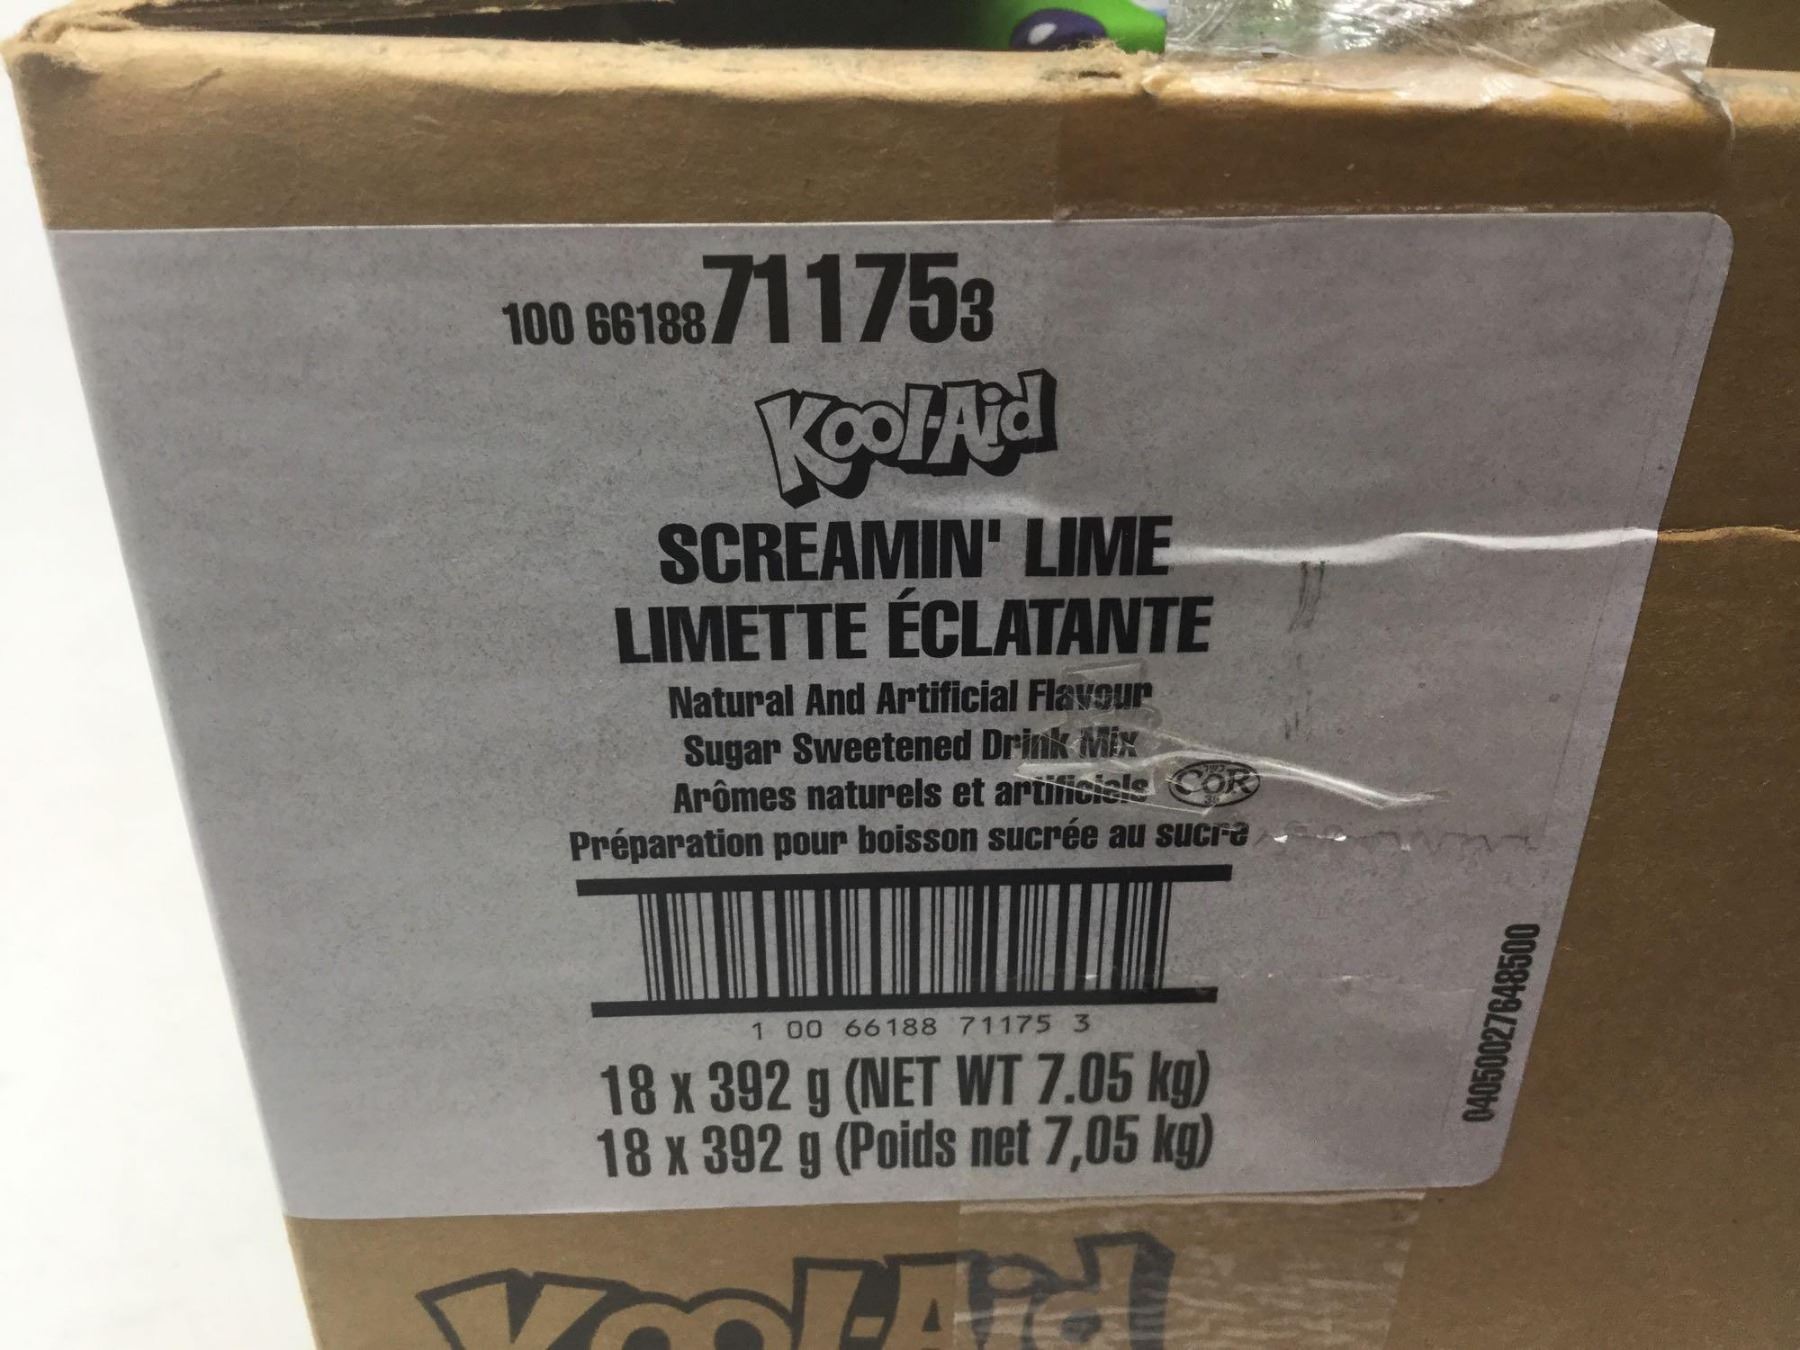 100 66188 71175 3
Kool-Aid
SCREAMIN' LIME
LIMETTE ÉCLATANTE
Natural And Artificial Flavour
Sugar Sweetened Drink Mix
Arômes naturels et artificiels
COR
Préparation pour boisson sucrée au sucre
1 00 66188 71175 3
18 x 392 g (NET WT 7.05 kg)
18 x 392 g (Poids net 7,05 kg)
040500027648500
Kool-Aid